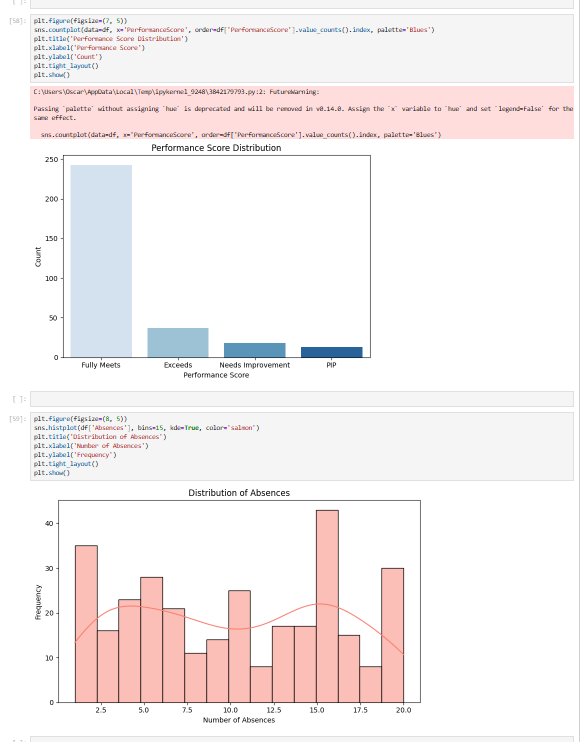 [ ]:
[58]:
plt.figure(figsize=(7, 5))
sns.countplot(data=df, x='PerformanceScore', order=df['PerformanceScore'].value_counts().index, palette='Blues')
plt.title('Performance Score Distribution')
plt.xlabel('Performance Score')
plt.ylabel('Count')
plt.tight_layout()
plt.show()
C:\Users\Oscar\AppData\Local\Temp\ipykernel_9248\3842179793.py:2: FutureWarning:
Passing `palette` without assigning `hue` is deprecated and will be removed in v0.14.0. Assign the `x` variable to `hue` and set `legend=False` for the
same effect.
sns.countplot(data=df, x='PerformanceScore', order=df['PerformanceScore'].value_counts().index, palette='Blues')
Performance Score Distribution
250
200
150
100
50
0
Count
Fully Meets Exceeds Needs Improvement PIP
Performance Score
[ ]:
[59]:
plt.figure(figsize=(8, 5))
sns.histplot(df['Absences'], bins=15, kde=True, color='salmon')
plt.title('Distribution of Absences')
plt.xlabel('Number of Absences')
plt.ylabel('Frequency')
plt.tight_layout()
plt.show()
Distribution of Absences
40
30
20
10
0
Frequency
2.5 5.0 7.5 10.0 12.5 15.0 17.5 20.0
Number of Absences
[ ]: